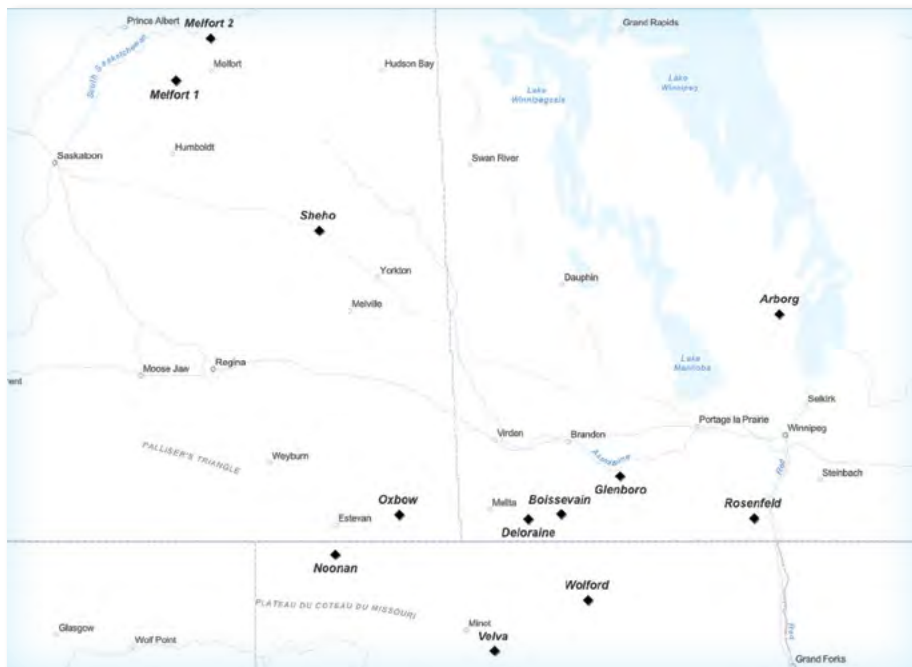 Prince Albert
Melfort 2
Grand Rapids
South Saskatchewan
Melfort
Hudson Bay
Melfort 1
Lake
Winnipegosis
Lake
Winnipeg
Humboldt
Saskatoon
Swan River
Sheho
Yorkton
Dauphin
Melville
Arborg
Lake
Manitoba
Regina
Moose Jaw
Selkirk
Portage la Prairie
Virden
Brandon
Winnipeg
PALLISER'S TRIANGLE
Weyburn
Assiniboine
Red
Steinbach
Glenboro
Oxbow
Melita
Boissevain
Rosenfeld
Estevan
Deloraine
Noonan
Wolford
PLATEAU DU COTEAU DU MISSOURI
Glasgow
Wolf Point
Minot
Velva
Red
Grand Forks